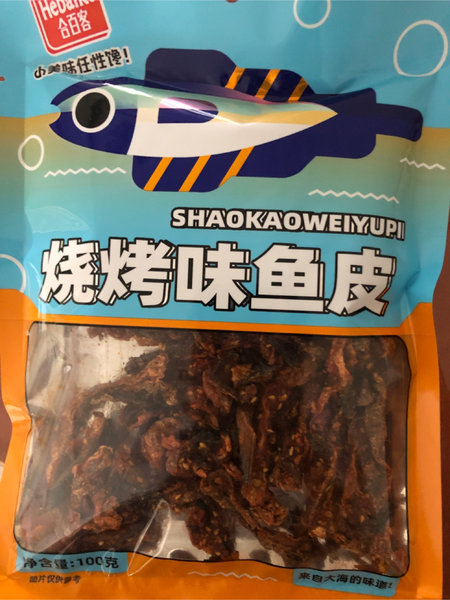 HeBaiKe
合百客
小美味任性馋!
SHAOKAOWEIYUPI
烧烤味鱼皮
净含量:100克
图片仅供参考
来自大海的味道!